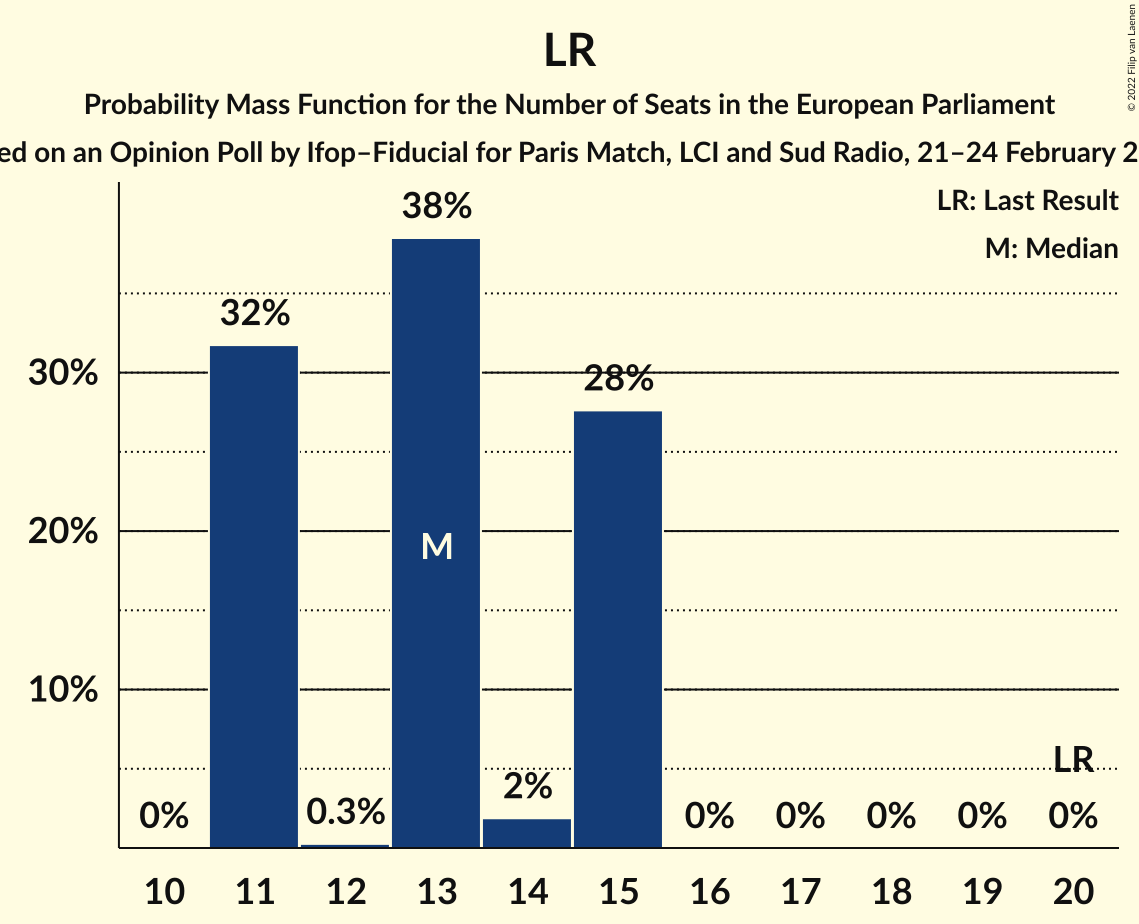 LR
Probability Mass Function for the Number of Seats in the European Parliament
ed on an Opinion Poll by Ifop–Fiducial for Paris Match, LCI and Sud Radio, 21–24 February 2
© 2022 Filip van Laenen
LR: Last Result
M: Median
38%
32%
30%
28%
20%
M
10%
LR
0%
0.3%
2%
0%
0%
0%
0%
0%
10 11 12 13 14 15 16 17 18 19 20